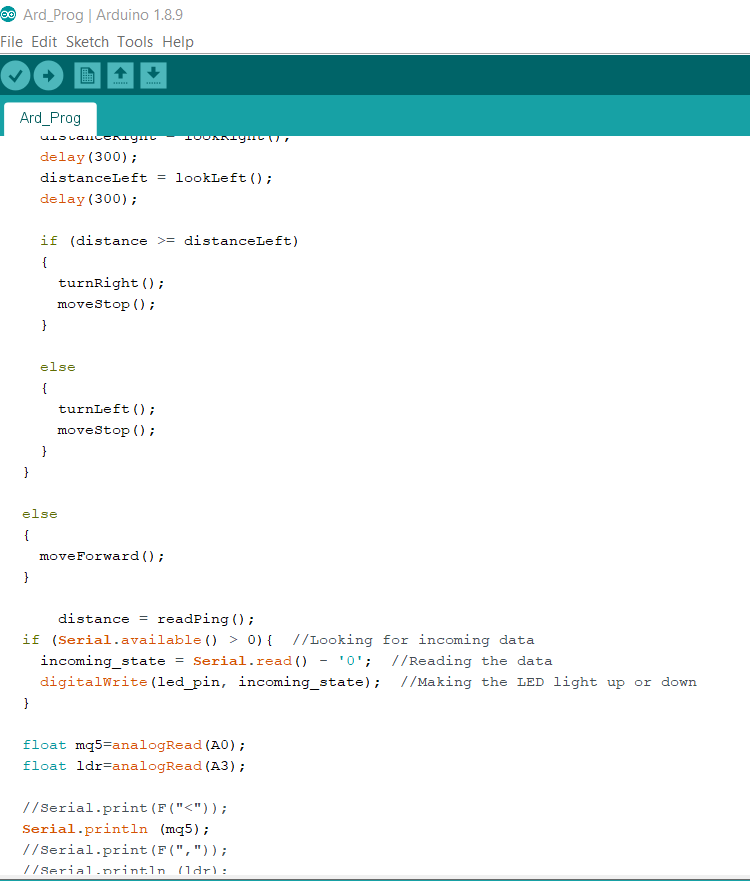 Ard_Prog | Arduino 1.8.9
File Edit Sketch Tools Help
Ard_Prog
distanceRight = lookRight();
delay(300);
distanceLeft = lookLeft();
delay(300);
if (distance >= distanceLeft)
{
turnRight();
moveStop();
}
else
{
turnLeft();
moveStop();
}
}
else
{
moveForward();
}
distance = readPing();
if (Serial.available() > 0){ //Looking for incoming data
incoming_state = Serial.read() - '0'; //Reading the data
digitalWrite(led_pin, incoming_state); //Making the LED light up or down
}
float mq5=analogRead(A0);
float ldr=analogRead(A3);
//Serial.print(F("<"));
Serial.println (mq5);
//Serial.print(F(","));
//Serial.println (ldr);